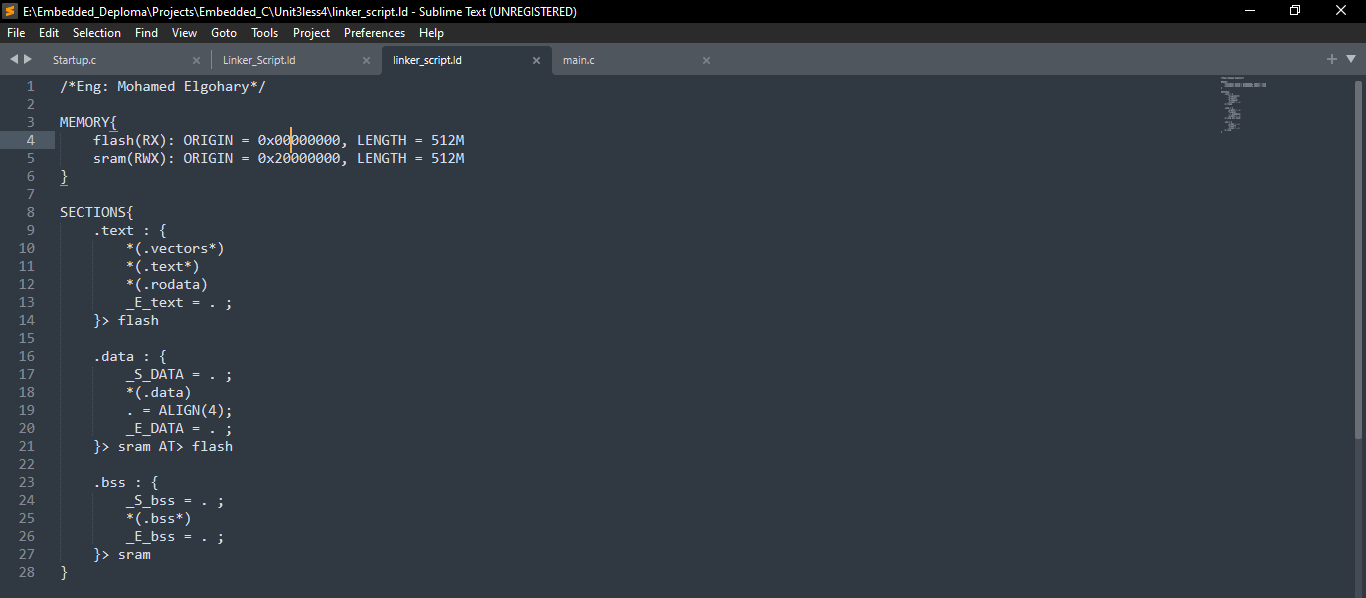 E:\Embedded_Deploma\Projects\Embedded_C\Unit3less4\linker_script.ld - Sublime Text (UNREGISTERED)
File Edit Selection Find View Goto Tools Project Preferences Help
Startup.c Linker_Script.ld linker_script.ld main.c
1 /*Eng: Mohamed Elgohary*/
2
3 MEMORY{
4 flash(RX): ORIGIN = 0x00000000, LENGTH = 512M
5 sram(RWX): ORIGIN = 0x20000000, LENGTH = 512M
6 }
7
8 SECTIONS{
9 .text : {
10 *(.vectors*)
11 *(.text*)
12 *(.rodata)
13 _E_text = . ;
14 }> flash
15
16 .data : {
17 _S_DATA = . ;
18 *(.data)
19 . = ALIGN(4);
20 _E_DATA = . ;
21 }> sram AT> flash
22
23 .bss : {
24 _S_bss = . ;
25 *(.bss*)
26 _E_bss = . ;
27 }> sram
28 }